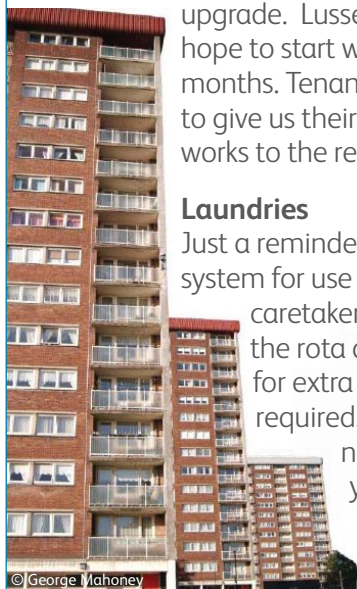 upgrade. Lusse
hope to start w
months. Tenan
to give us their
works to the re
Laundries
Just a reminde
system for use
caretaker
the rota a
for extra
required.
n
y
©George Mahoney